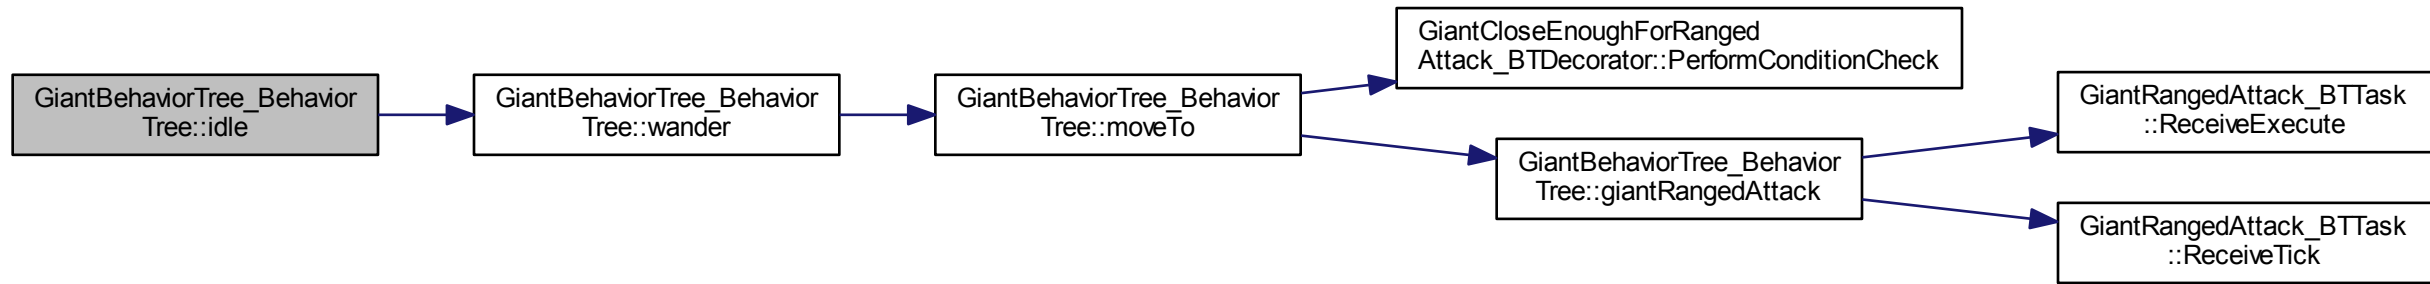 GiantBehaviorTree_Behavior
Tree::idle
GiantBehaviorTree_Behavior
Tree::wander
GiantBehaviorTree_Behavior
Tree::moveTo
GiantCloseEnoughForRanged
Attack_BTDecorator::PerformConditionCheck
GiantBehaviorTree_Behavior
Tree::giantRangedAttack
GiantRangedAttack_BTTask
::ReceiveExecute
GiantRangedAttack_BTTask
::ReceiveTick